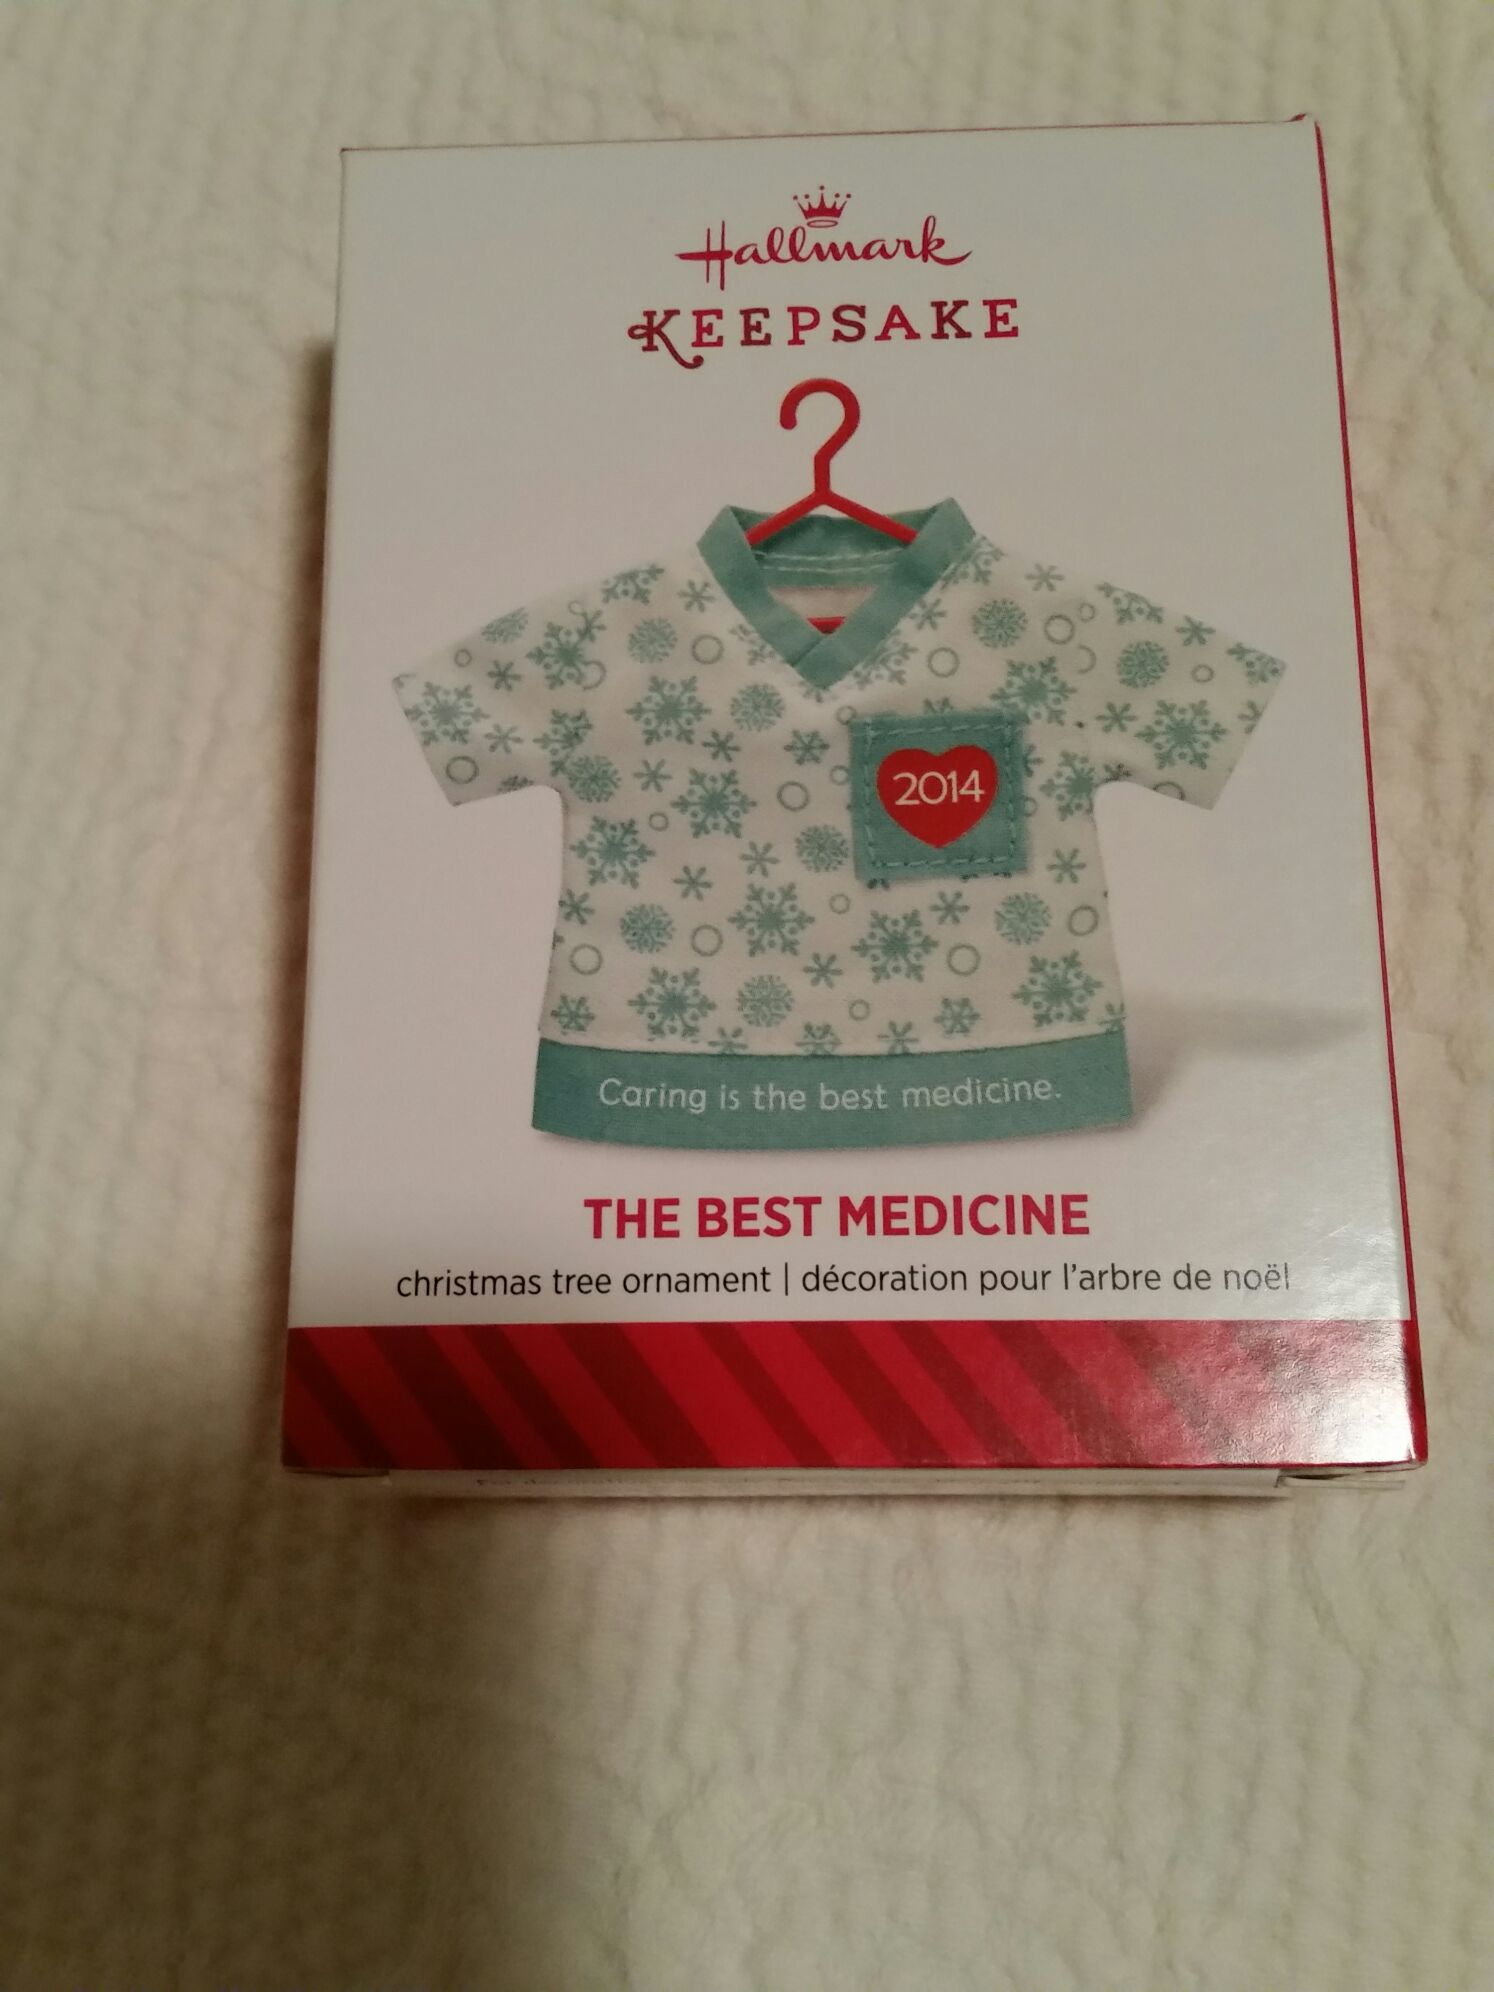 Hallmark
KEEPSAKE
2014
Caring is the best medicine.
THE BEST MEDICINE
christmas tree ornament | décoration pour l'arbre de noël